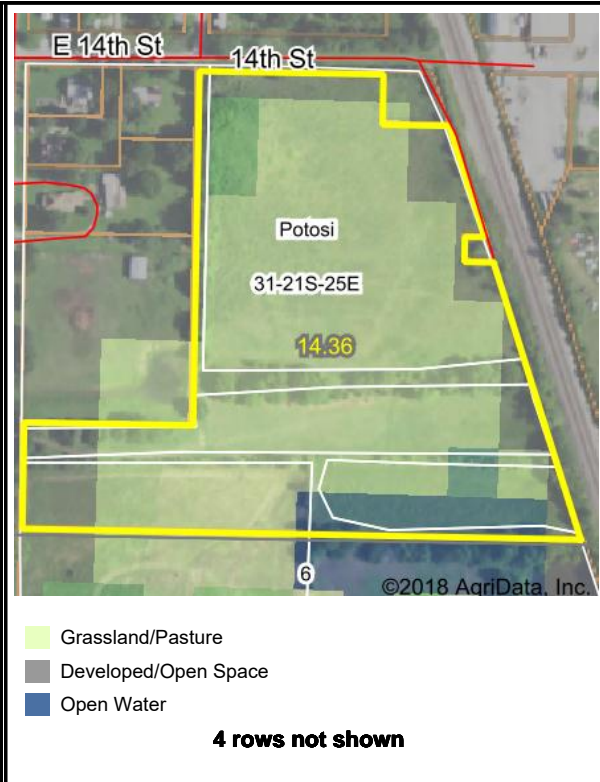 E 14th St
14th St
Potosi
31-21S-25E
14.36
6
©2018 AgriData, Inc.
Grassland/Pasture
Developed/Open Space
Open Water
4 rows not shown